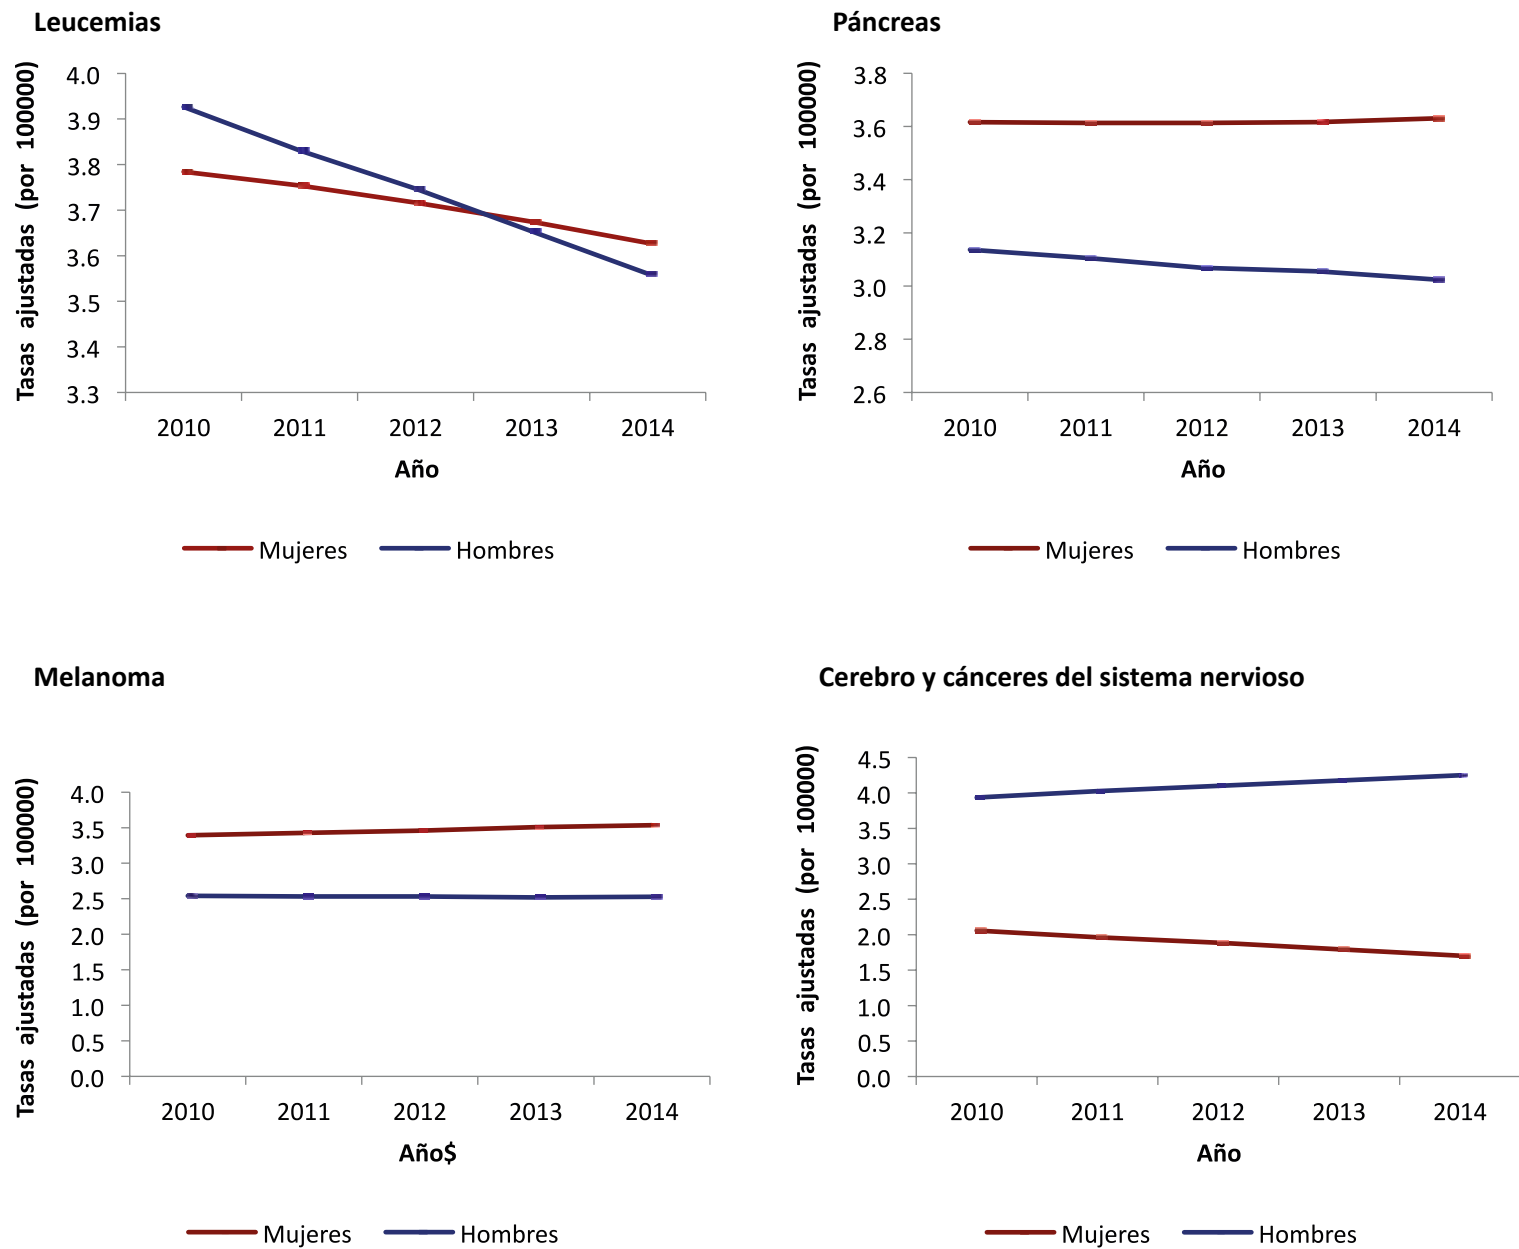 Leucemias
Tasas ajustadas (por 100000)
4.0
3.9
3.8
3.7
3.6
3.5
3.4
3.3
2010 2011 2012 2013 2014
Año
Mujeres Hombres
Páncreas
Tasas ajustadas (por 100000)
3.8
3.6
3.4
3.2
3.0
2.8
2.6
2010 2011 2012 2013 2014
Año
Mujeres Hombres
Melanoma
Tasas ajustadas (por 100000)
4.0
3.5
3.0
2.5
2.0
1.5
1.0
0.5
0.0
2010 2011 2012 2013 2014
Año$
Mujeres Hombres
Cerebro y cánceres del sistema nervioso
Tasas ajustadas (por 100000)
4.5
4.0
3.5
3.0
2.5
2.0
1.5
1.0
0.5
0.0
2010 2011 2012 2013 2014
Año
Mujeres Hombres